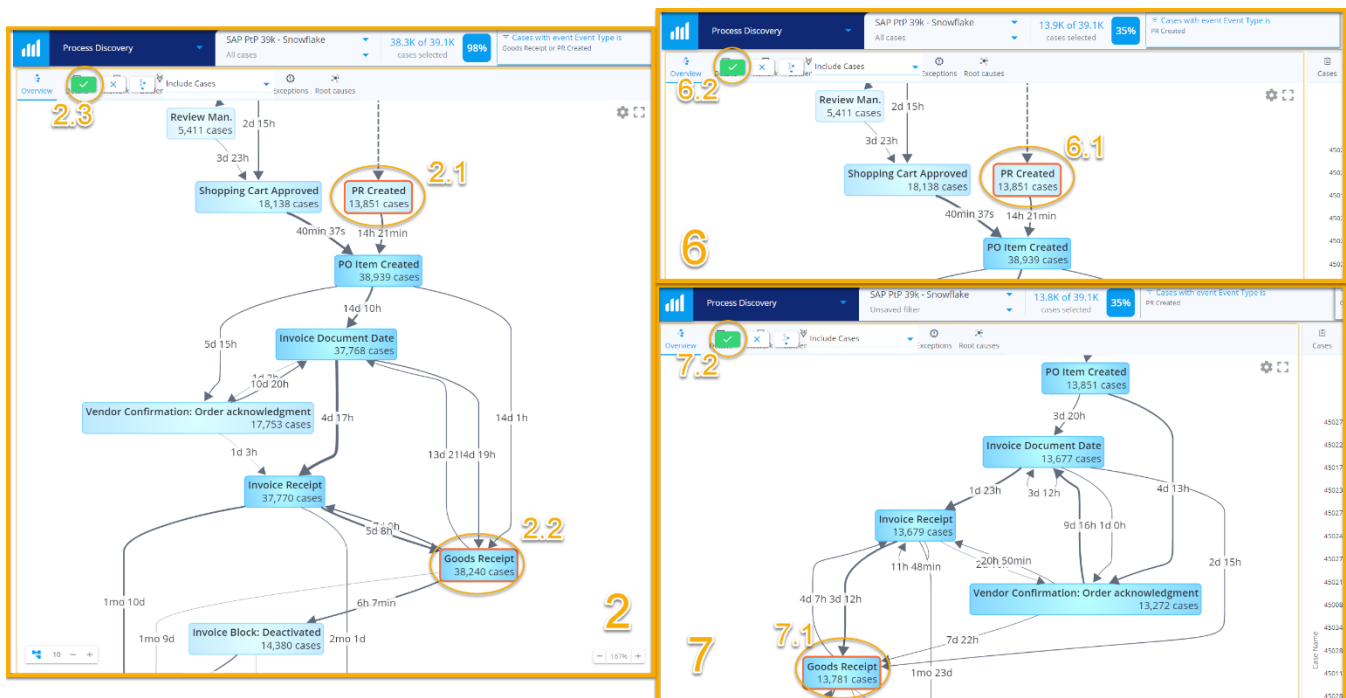 Process Discovery
SAP PtP 39k - Snowflake
All cases
38.3K of 39.1K
cases selected
98%
Cases with event Event Type is
Goods Receipt or PR Created
Overview
Include Cases
Exceptions
Root causes
2.3
Review Man.
5,411 cases
2d 15h
3d 23h
2.1
Shopping Cart Approved
18,138 cases
PR Created
13,851 cases
40min 37s
14h 21min
PO Item Created
38,939 cases
14d 10h
5d 15h
Invoice Document Date
37,768 cases
10d 20h
Vendor Confirmation: Order acknowledgment
17,753 cases
4d 17h
14d 1h
1d 3h
4d 19h
Invoice Receipt
37,770 cases
5d 8h
2.2
Goods Receipt
38,240 cases
1mo 10d
6h 7min
1mo 9d
Invoice Block: Deactivated
14,380 cases
2mo 1d
2
10
167%
Process Discovery
SAP PtP 39k - Snowflake
All cases
13.9K of 39.1K
cases selected
35%
Cases with event Event Type is
PR Created
Overview
Include Cases
Exceptions
Root causes
Cases
6.2
Review Man.
5,411 cases
2d 15h
3d 23h
6.1
Shopping Cart Approved
18,138 cases
PR Created
13,851 cases
40min 37s
14h 21min
6
PO Item Created
38,939 cases
Process Discovery
SAP PtP 39k - Snowflake
Unsaved filter
13.8K of 39.1K
cases selected
35%
Cases with event Event Type is
PR Created
Overview
Include Cases
Exceptions
Root causes
Cases
7.2
PO Item Created
13,851 cases
3d 20h
Invoice Document Date
13,677 cases
1d 23h
3d 12h
4d 13h
Invoice Receipt
13,679 cases
9d 16h
1d 0h
20h 50min
11h 48min
2d 15h
4d 7h
3d 12h
Vendor Confirmation: Order acknowledgment
13,272 cases
7d 22h
7.1
Goods Receipt
13,781 cases
1mo 23d
7
Case Name